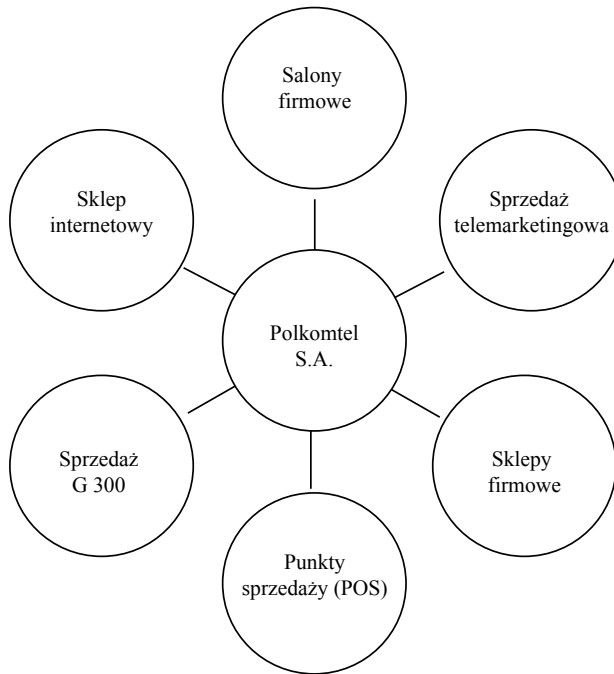 Salony
firmowe
Sklep
internetowy
Sprzedaż
telemarketingowa
Polkomtel
S.A.
Sprzedaż
G 300
Sklepy
firmowe
Punkty
sprzedaży (POS)